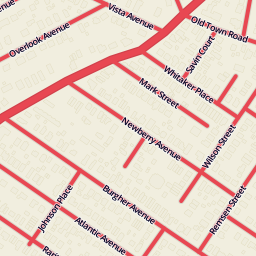 Vista Avenue
Old Town Road
Overlook Avenue
Savin Court
Whitaker Place
Mark Street
Newberry Avenue
Wilson Street
Johnson Place
Burgher Avenue
Remsen Street
Atlantic Avenue